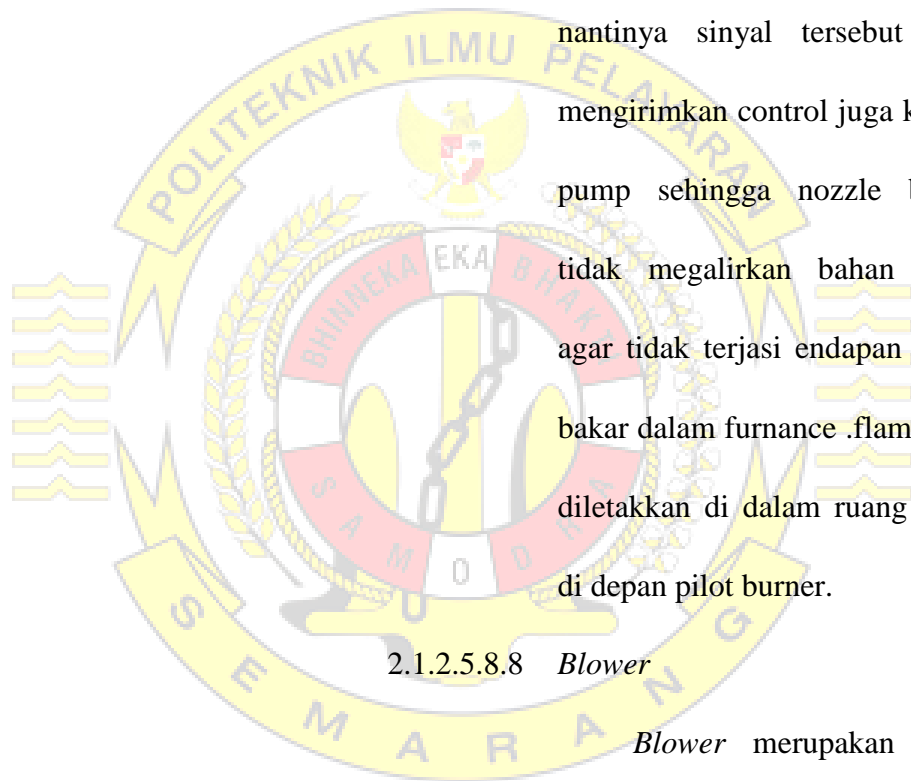 nantinya sinyal tersebut
mengirimkan control juga k
pump sehingga nozzle b
tidak megalirkan bahan
agar tidak terjasi endapan
bakar dalam furnance .flam
diletakkan di dalam ruang
di depan pilot burner.
2.1.2.5.8.8 Blower
Blower merupakan
POLITEKNIK ILMU PELAYARAN
BHINNEKA EKA BHAKTI
SAMODRA
SEMARANG